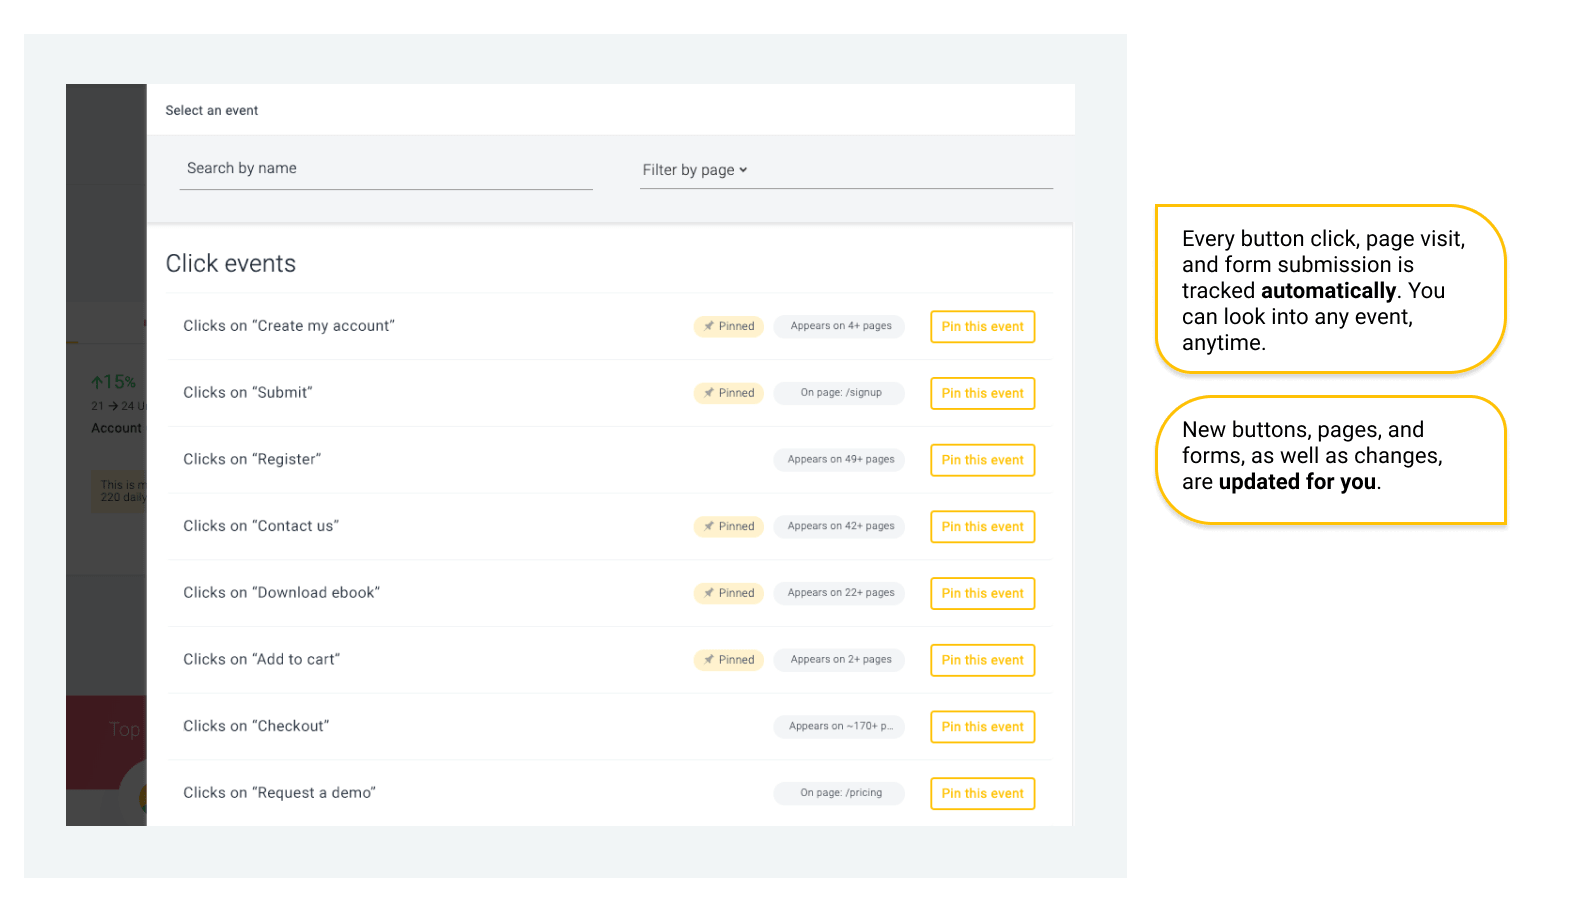 Select an event
Search by name
Filter by page
Click events
Clicks on “Create my account”
Pinned
Appears on 4+ pages
Pin this event
Clicks on “Submit”
Pinned
On page: /signup
Pin this event
Clicks on “Register”
Appears on 49+ pages
Pin this event
Clicks on “Contact us”
Pinned
Appears on 42+ pages
Pin this event
Clicks on “Download ebook”
Pinned
Appears on 22+ pages
Pin this event
Clicks on “Add to cart”
Pinned
Appears on 2+ pages
Pin this event
Clicks on “Checkout”
Appears on ~170+ p...
Pin this event
Clicks on “Request a demo”
On page: /pricing
Pin this event
↑15%
21 → 24 U
Account
This is
220 daily
Top
Every button click, page visit,
and form submission is
tracked automatically. You
can look into any event,
anytime.
New buttons, pages, and
forms, as well as changes,
are updated for you.